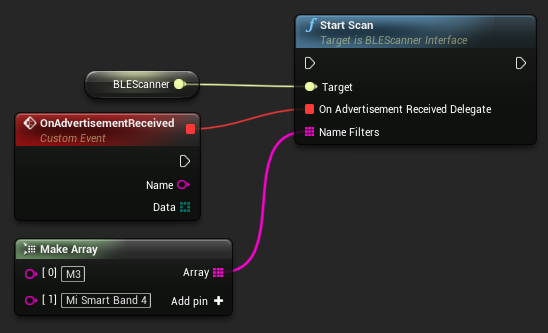 f Start Scan
Target is BLEScanner Interface
BLEScanner
Target
OnAdvertisementReceived
Custom Event
On Advertisement Received Delegate
Name Filters
Name
Data
Make Array
[ 0] M3
Array
[ 1] Mi Smart Band 4
Add pin +